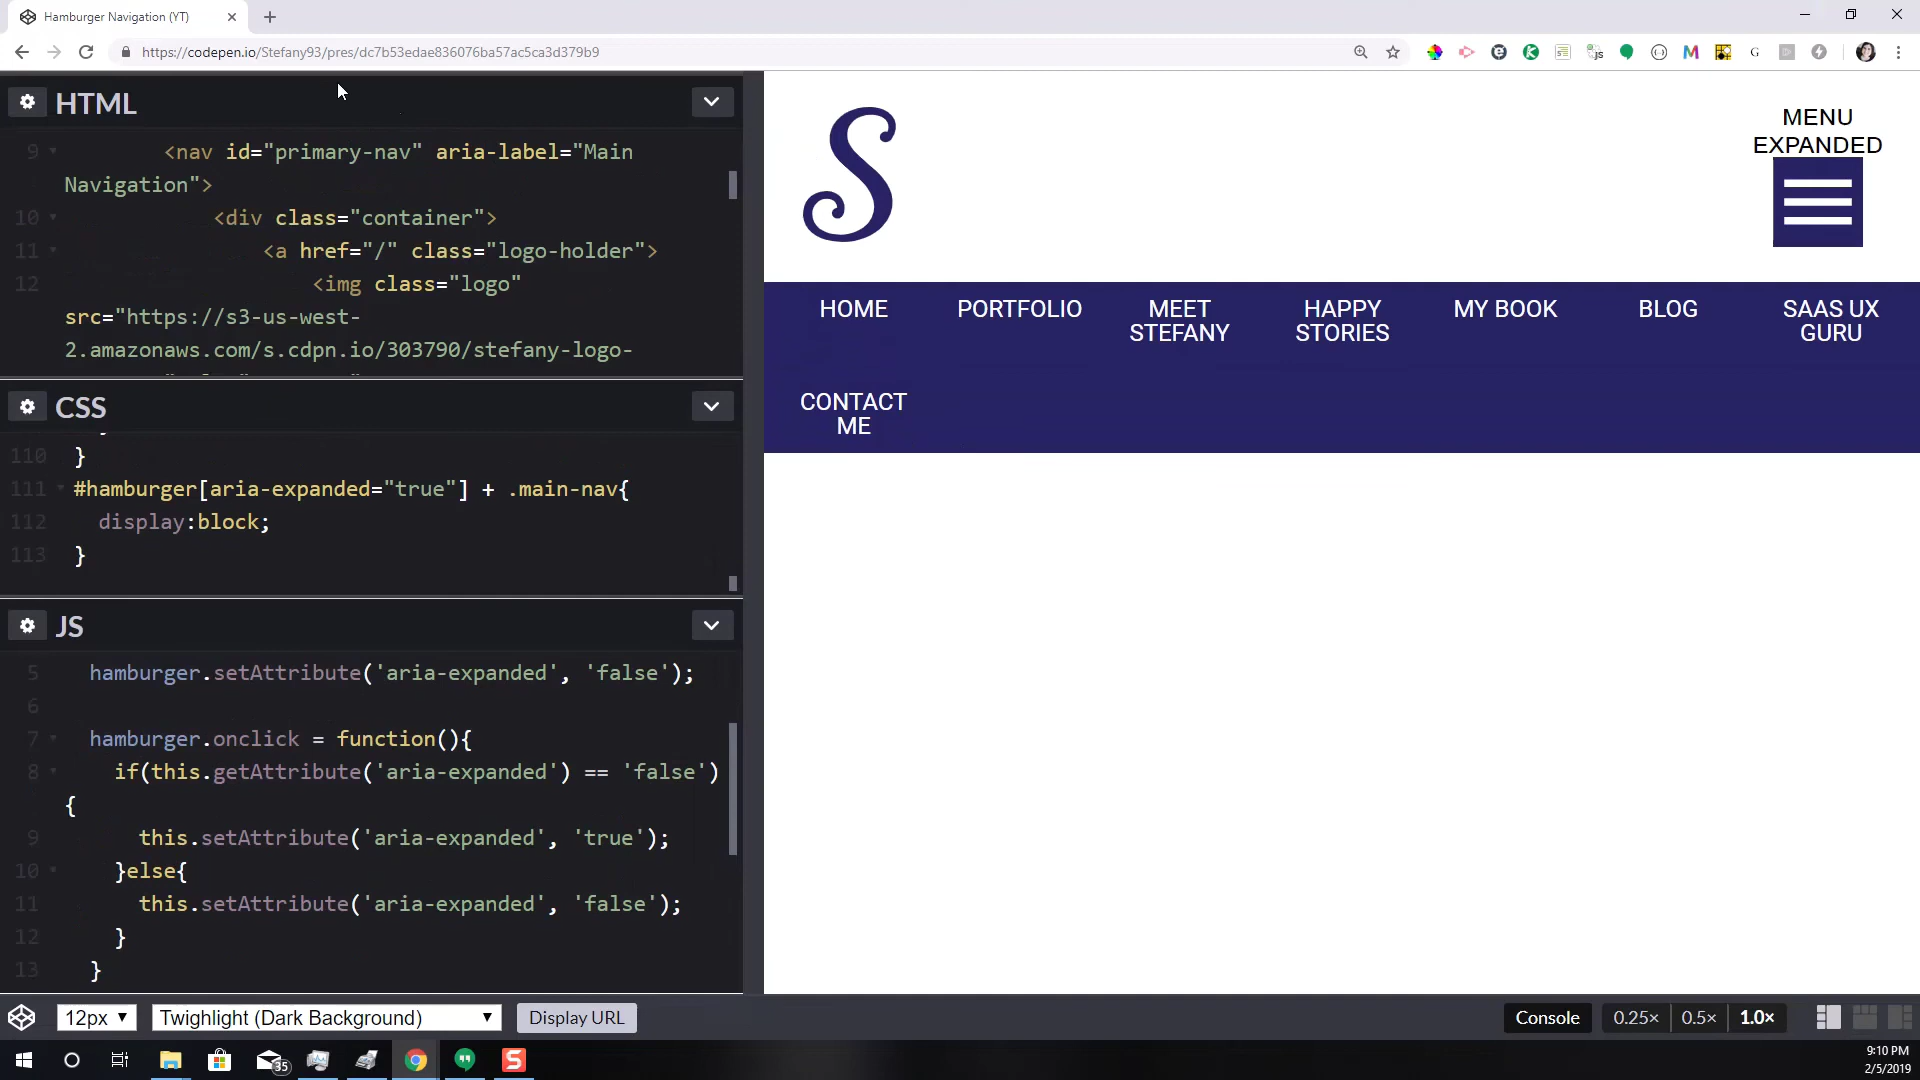 Hamburger Navigation (YT)
https://codepen.io/Stefany93/pres/dc7b53edae836076ba57ac5ca3d379b9
HTML
9 <nav id="primary-nav" aria-label="Main
Navigation">
10 <div class="container">
11 <a href="/" class="logo-holder">
12 <img class="logo"
src="https://s3-us-west-
2.amazonaws.com/s.cdpn.io/303790/stefany-logo-
CSS
110 }
111 #hamburger[aria-expanded="true"] + .main-nav{
112 display:block;
113 }
JS
5 hamburger.setAttribute('aria-expanded', 'false');
6
7 hamburger.onclick = function(){
8 if(this.getAttribute('aria-expanded') == 'false')
{
9 this.setAttribute('aria-expanded', 'true');
10 }else{
11 this.setAttribute('aria-expanded', 'false');
12 }
13 }
S
MENU
EXPANDED
HOME PORTFOLIO MEET STEFANY HAPPY STORIES MY BOOK BLOG SAAS UX GURU
CONTACT
ME
12px Twighlight (Dark Background) Display URL Console 0.25× 0.5× 1.0×
35
9:10 PM
2/5/2019